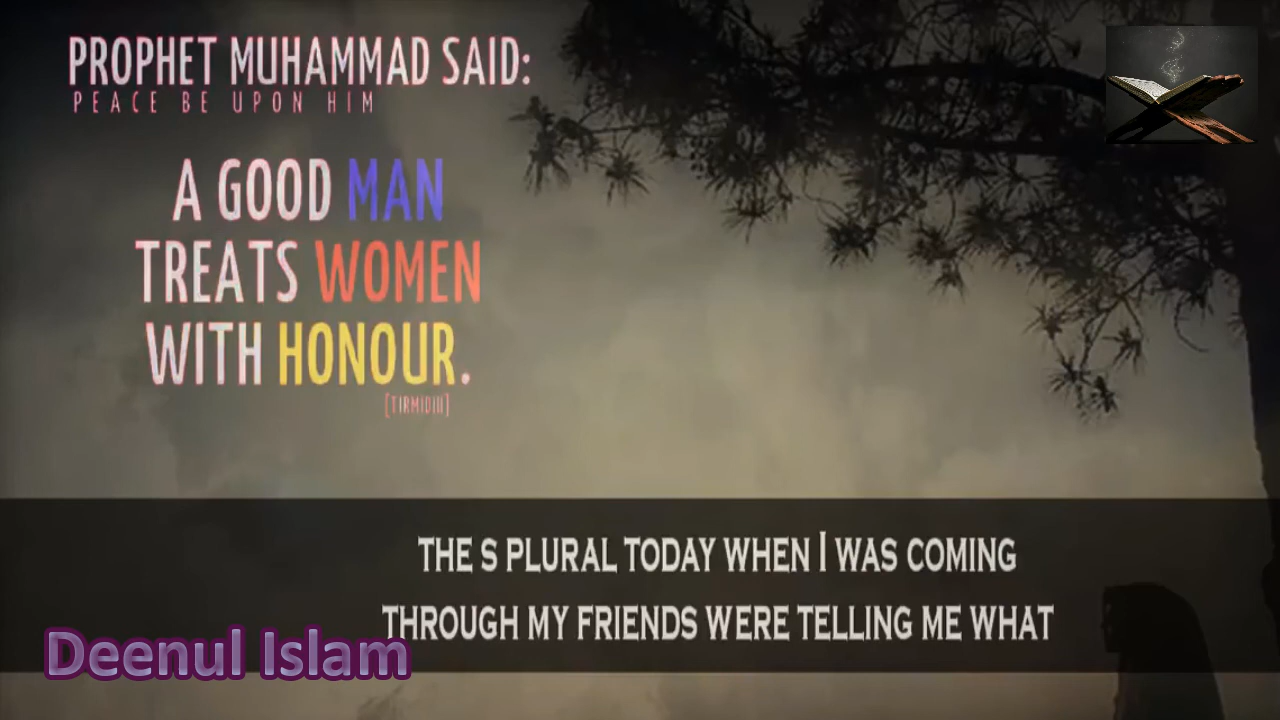 PROPHET MUHAMMAD SAID:
PEACE BE UPON HIM
A GOOD MAN
TREATS WOMEN
WITH HONOUR.
[TIRMIDHI]
THE S PLURAL TODAY WHEN I WAS COMING
THROUGH MY FRIENDS WERE TELLING ME WHAT
Deenul Islam